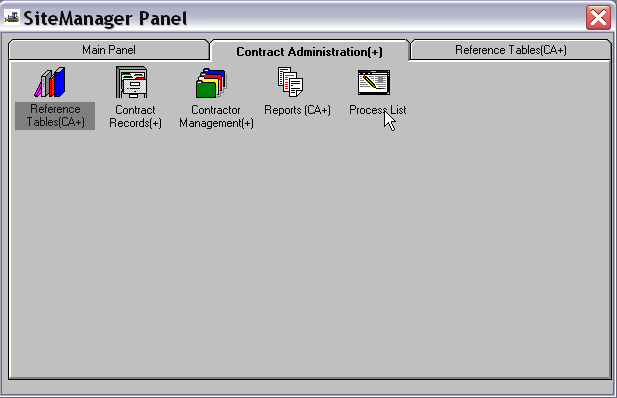 SiteManager Panel
Main Panel
Contract Administration(+)
Reference Tables(CA+)
Reference
Tables(CA+)
Contract
Records(+)
Contractor
Management(+)
Reports (CA+)
Process List